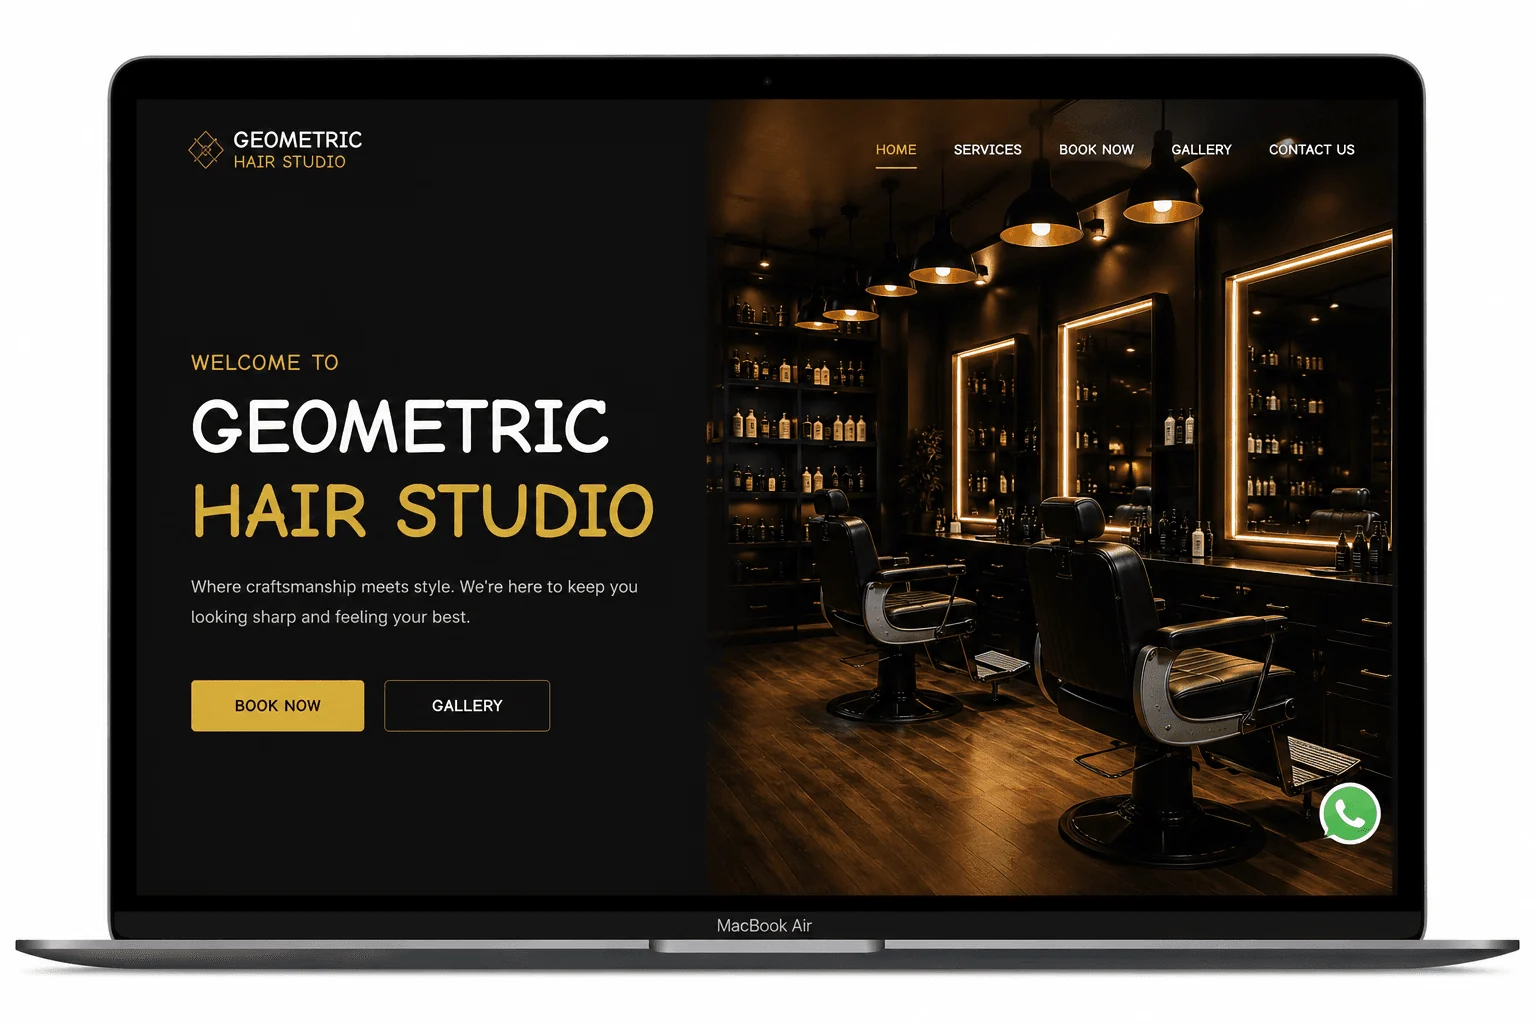 GEOMETRIC
HAIR STUDIO
HOME SERVICES BOOK NOW GALLERY CONTACT US
WELCOME TO
GEOMETRIC
HAIR STUDIO
Where craftsmanship meets style. We're here to keep you
looking sharp and feeling your best.
BOOK NOW GALLERY
MacBook Air